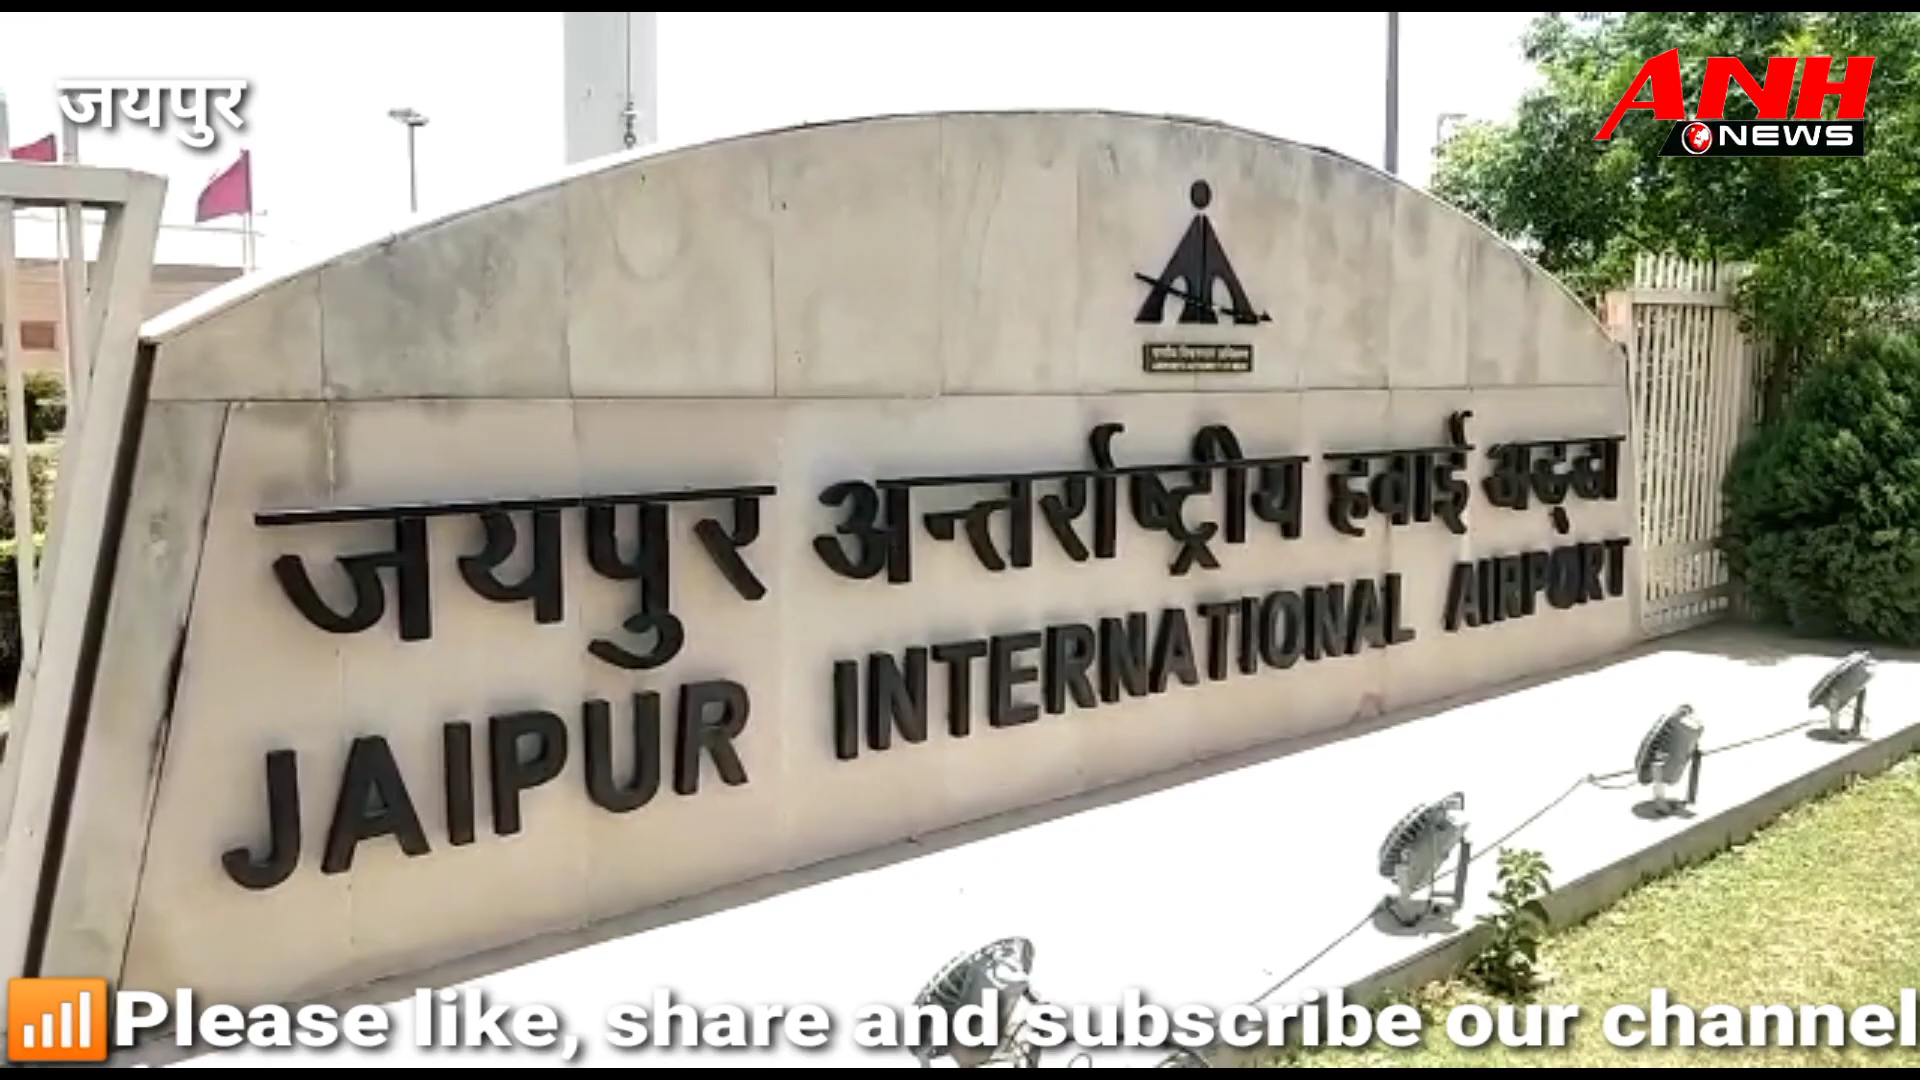 जयपुर
ANH
NEWS
जयपुर अन्तर्राष्ट्रीय हवाई अड्डा
JAIPUR INTERNATIONAL AIRPORT
Please like, share and subscribe our channel